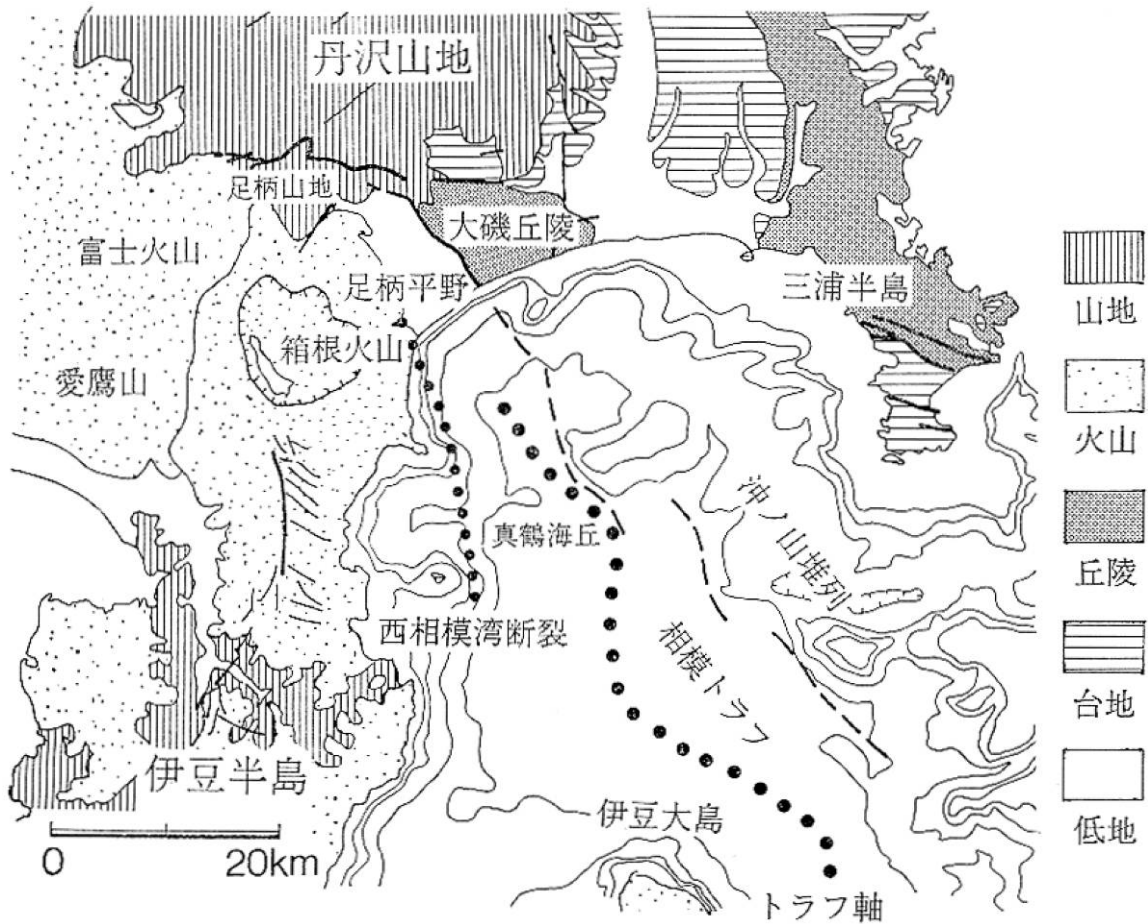 丹沢山地
足柄山地
大磯丘陵
富士火山
足柄平野
三浦半島
箱根火山
愛鷹山
真鶴海丘
沖ノ山堆列
西相模湾断裂
相模トラフ
伊豆半島
伊豆大島
0 20km
トラフ軸
山地
火山
丘陵
台地
低地